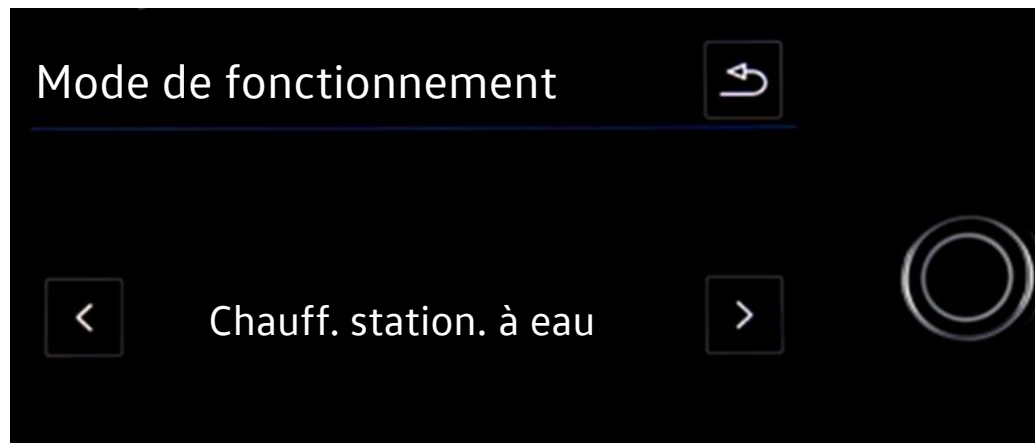 Mode de fonctionnement
Chauff. station. à eau